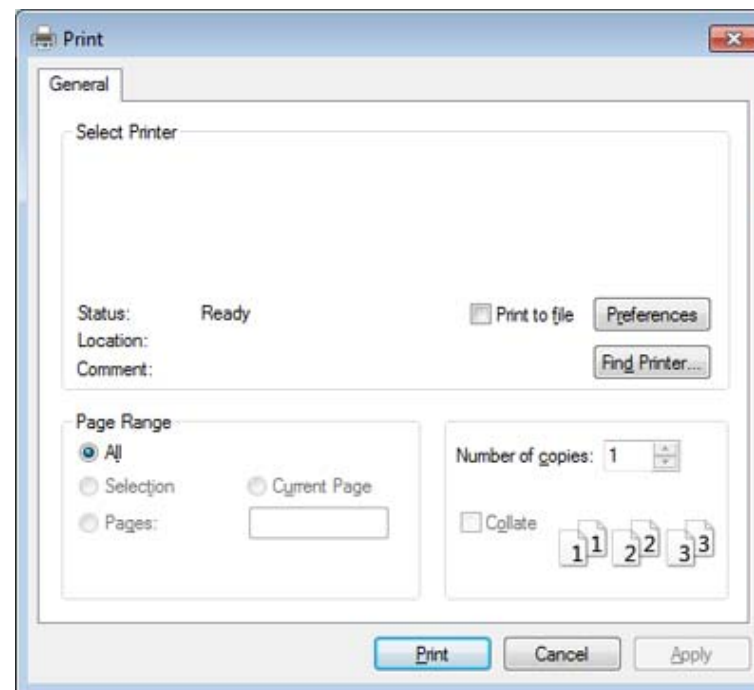 Print
General
Select Printer
Status: Ready
Print to file
Preferences
Location:
Comment:
Find Printer...
Page Range
All
Selection
Current Page
Pages:
Number of copies: 1
Collate
1 1 2 2 3 3
Print
Cancel
Apply